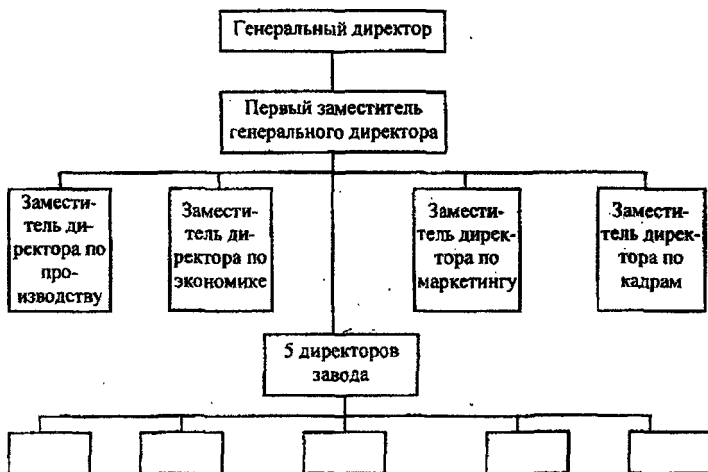 Генеральный директор
Первый заместитель
генерального директора
Замести-
тель ди-
ректора по
про-
изводству
Замести-
тель ди-
ректора по
экономике
Замести-
тель дирек-
тора по
маркетингу
Замести-
тель дирек-
тора по
кадрам
5 директоров
завода